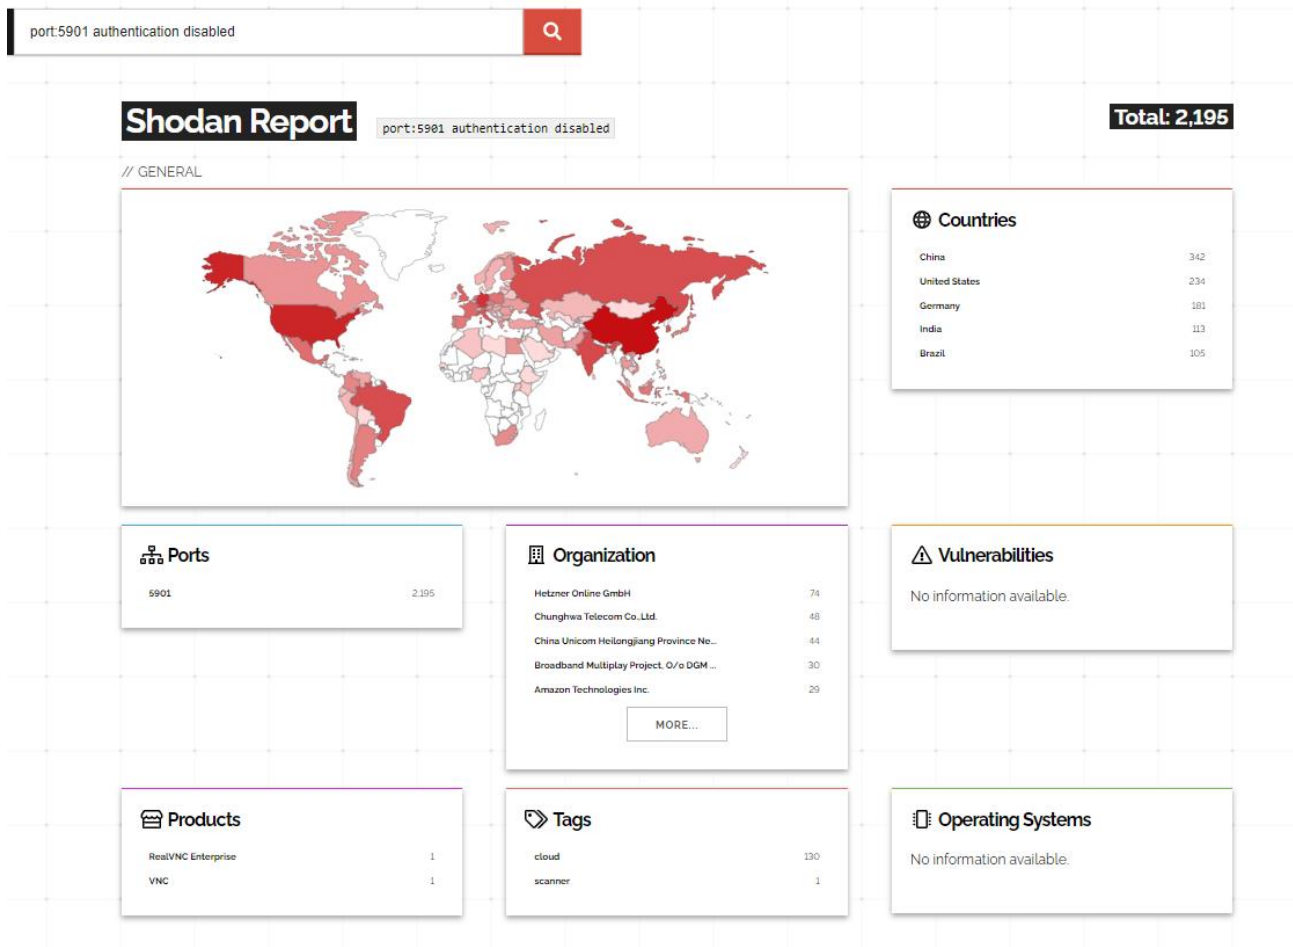 port:5901 authentication disabled
Shodan Report
port:5901 authentication disabled
Total: 2,195
// GENERAL
Countries
China 342
United States 234
Germany 181
India 113
Brazil 105
Ports
5901 2,195
Organization
Hetzner Online GmbH 74
Chunghwa Telecom Co.,Ltd. 48
China Unicom Heilongjiang Province Ne... 44
Broadband Multiplay Project, O/o DGM ... 30
Amazon Technologies Inc. 29
MORE...
Vulnerabilities
No information available.
Products
RealVNC Enterprise 1
VNC 1
Tags
cloud 130
scanner 1
Operating Systems
No information available.